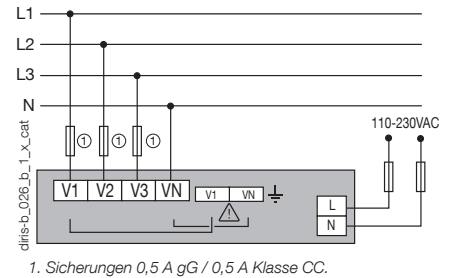 L1
L2
L3
N
110-230VAC
① ① ①
diris-b_026_b_1_x_cat
V1 V2 V3 VN
V1 VN
L
N
1. Sicherungen 0,5 A gG / 0,5 A Klasse CC.